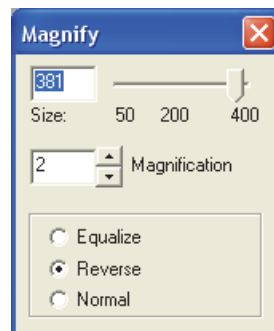 Magnify
381
Size: 50 200 400
2 Magnification
Equalize
Reverse
Normal